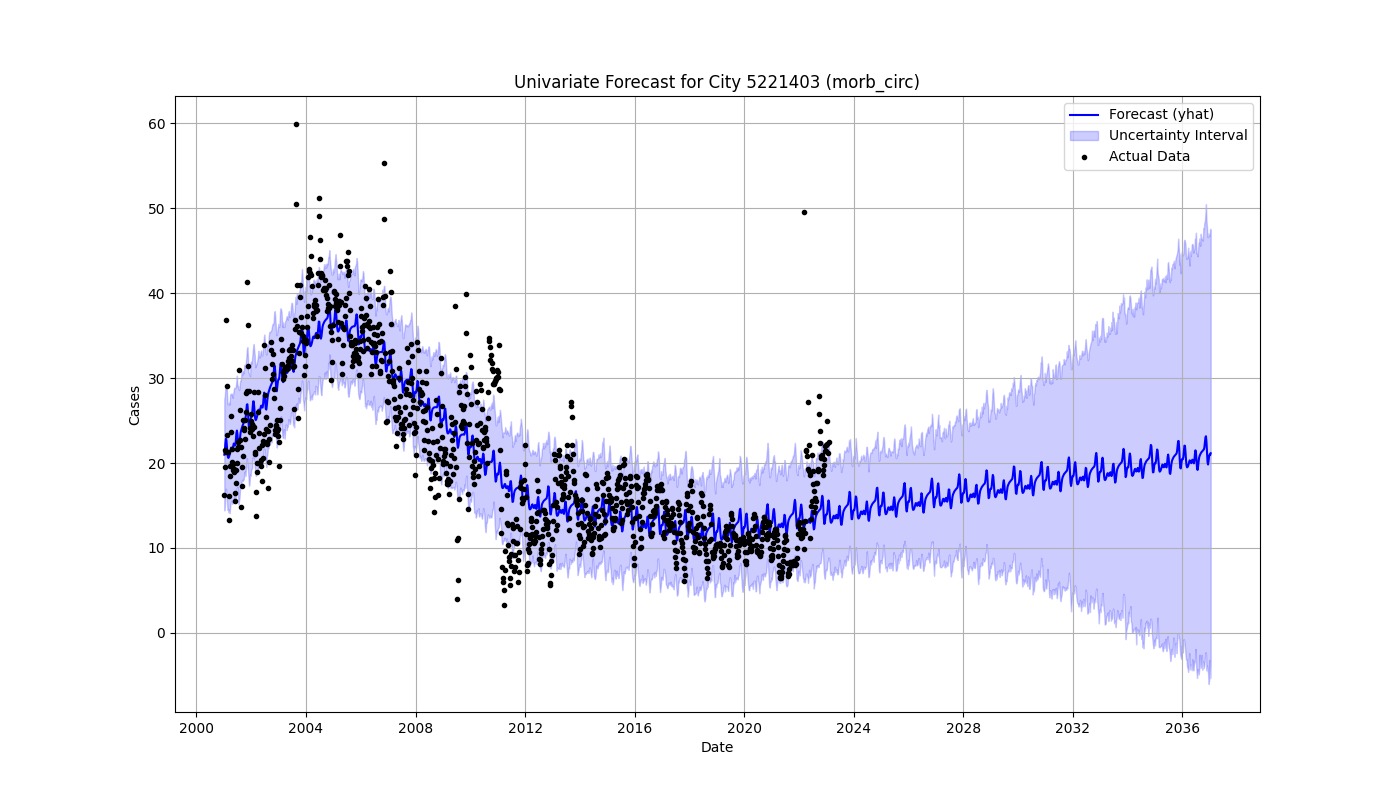 Univariate Forecast for City 5221403 (morb_circ)
Forecast (yhat)
Uncertainty Interval
Actual Data
Cases
60
50
40
30
20
10
0
2000 2004 2008 2012 2016 2020 2024 2028 2032 2036
Date